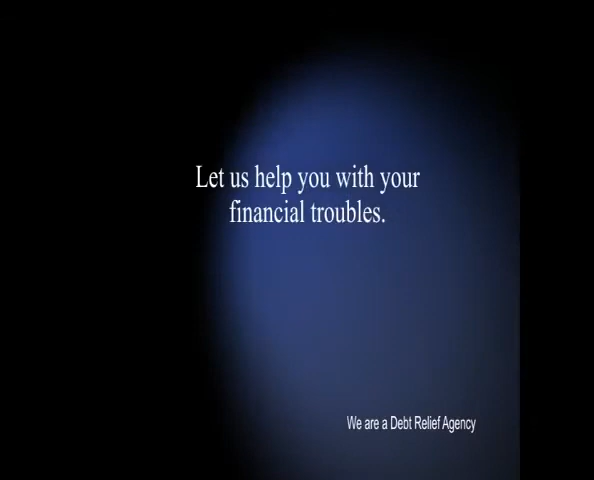 Let us help you with your
financial troubles.
We are a Debt Relief Agency